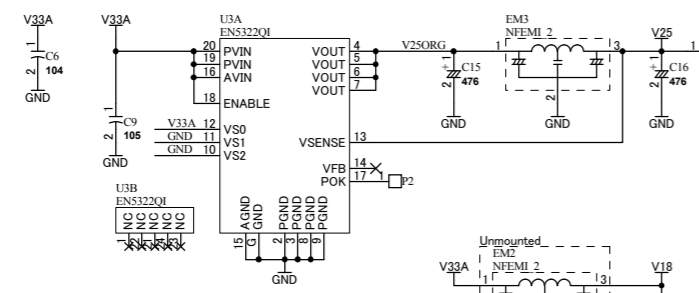 V33A
V33A
U3A
EN5322QI
EM3
NFEMI_2
V25
C6
104
GND
C9
105
GND
20 PVIN
19 PVIN
16 AVIN
18 ENABLE
V33A 12 VS0
GND 11 VS1
GND 10 VS2
VOUT 4
VOUT 5
VOUT 6
VOUT 7
V25ORG
VSENSE 13
VFB 14
POK 17 1 P2
AGND 15
GND G
PGND 2
PGND 3
PGND 8
PGND 9
GND
1 + C15
2 476
GND
1 3
2
GND
1 + C16
2 476
GND
1
U3B
EN5322QI
NC NC NC NC NC
Unmounted
EM2
NFEMI_2
V33A
1 3
V18